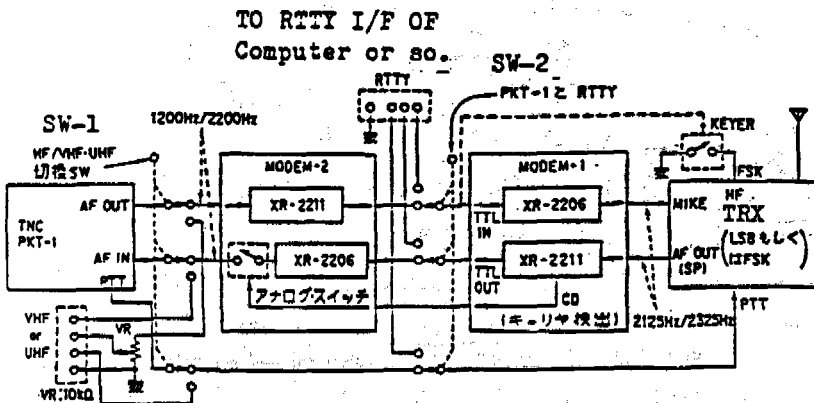 TO RTTY I/F OF
Computer or so.
RTTY
SW-2
PKT-1と RTTY
SW-1
1200Hz/2200Hz
HF/VHF・UHF
切換SW
KEYER
FSK
MODEM-2
MODEM-1
TNC
PKT-1
AF OUT
AF IN
PTT
XR-2211
XR-2206
アナログ・スイッチ
TTL
IN
TTL
OUT
XR-2206
XR-2211
CD
(キャリヤ検出)
MIKE
HF
TRX
AF OUT
(SP)
(LSBもしく
はFSK)
PTT
2125Hz/2325Hz
VHF
or
UHF
VR
VR:10kΩ